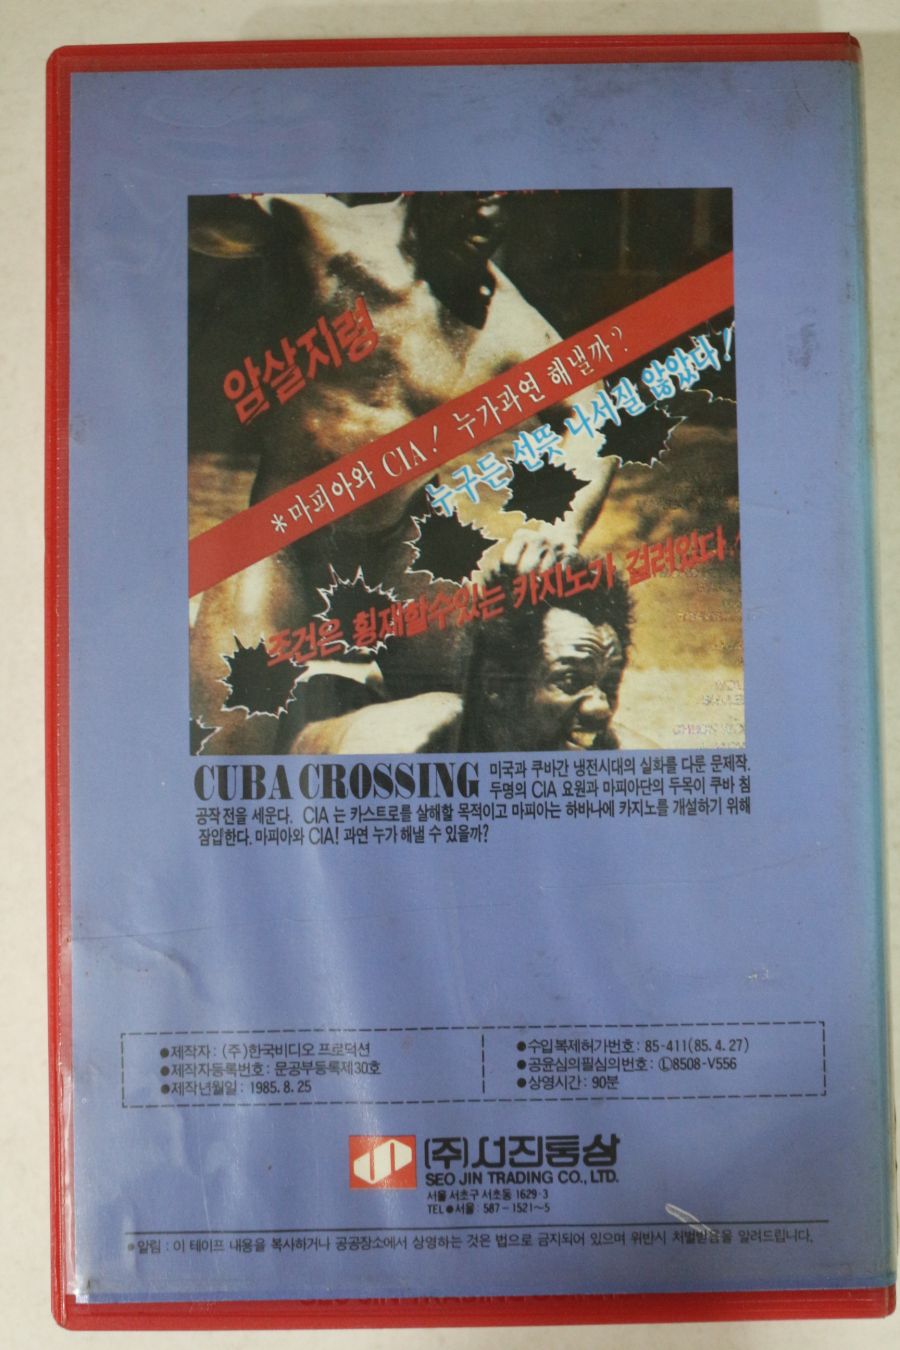 암살지령
*마피아와 CIA! 누가과연 해낼까?
누구든 선뜻 나서질 않았다!
조건은 횡재할수있는 카지노가 걸려있다!
CUBA CROSSING 미국과 쿠바간 냉전시대의 실화를 다룬 문제작.
두명의 CIA 요원과 마피아단의 두목이 쿠바 침
공작전을 세운다. CIA 는 카스트로를 살해할 목적이고 마피아는 하바나에 카지노를 개설하기 위해
잠입한다. 마피아와 CIA! 과연 누가 해낼 수 있을까?
●제작자 : (주)한국비디오 프로덕션
●제작자등록번호 : 문공부등록제30호
●제작년월일 : 1985. 8. 25
●수입복제허가번호 : 85-411(85. 4. 27)
●공윤심의필심의번호 : Ⓛ8508-V556
●상영시간 : 90분
(주)서진통상
SEO JIN TRADING CO., LTD.
서울 서초구 서초동 1629-3
TEL●서울 : 587-1521~5
●알림 : 이 테이프 내용을 복사하거나 공공장소에서 상영하는 것은 법으로 금지되어 있으며 위반시 처벌받음을 알려드립니다.